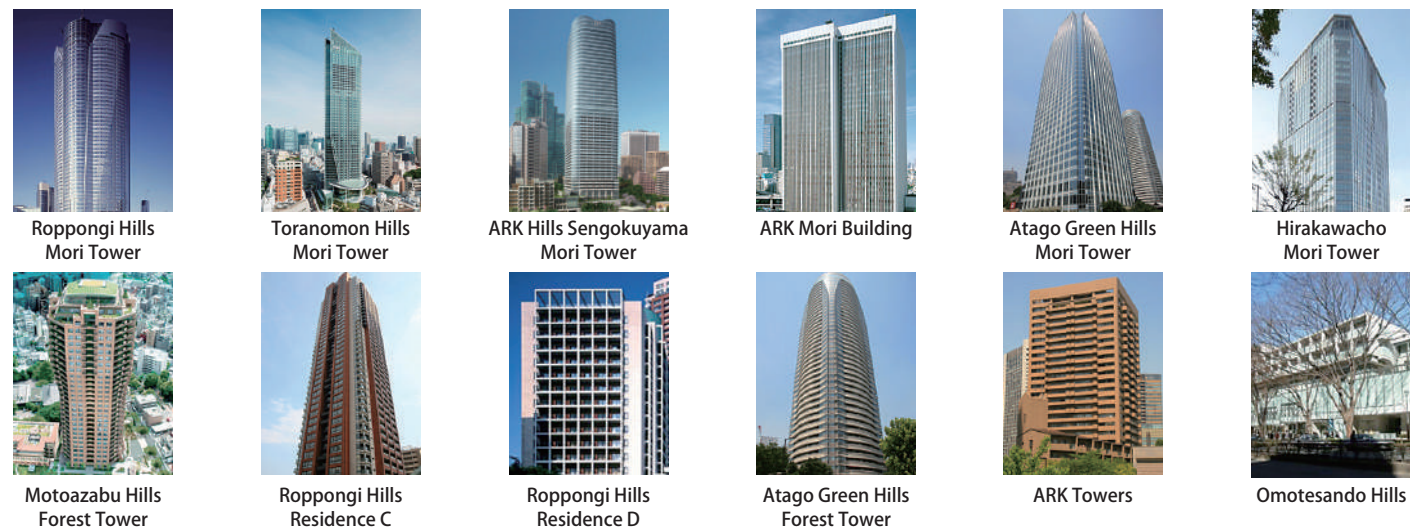 Roppongi Hills
Mori Tower
Toranomon Hills
Mori Tower
ARK Hills Sengokuyama
Mori Tower
ARK Mori Building
Atago Green Hills
Mori Tower
Hirakawacho
Mori Tower
Motoazabu Hills
Forest Tower
Roppongi Hills
Residence C
Roppongi Hills
Residence D
Atago Green Hills
Forest Tower
ARK Towers
Omotesando Hills